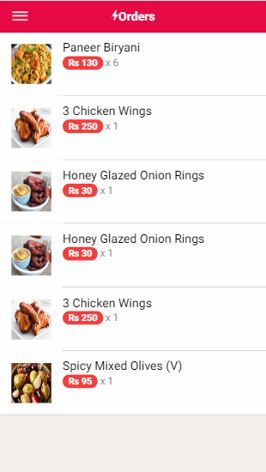 Orders
Paneer Biryani
Rs 130 x 6
3 Chicken Wings
Rs 250 x 1
Honey Glazed Onion Rings
Rs 30 x 1
Honey Glazed Onion Rings
Rs 30 x 1
3 Chicken Wings
Rs 250 x 1
Spicy Mixed Olives (V)
Rs 95 x 1